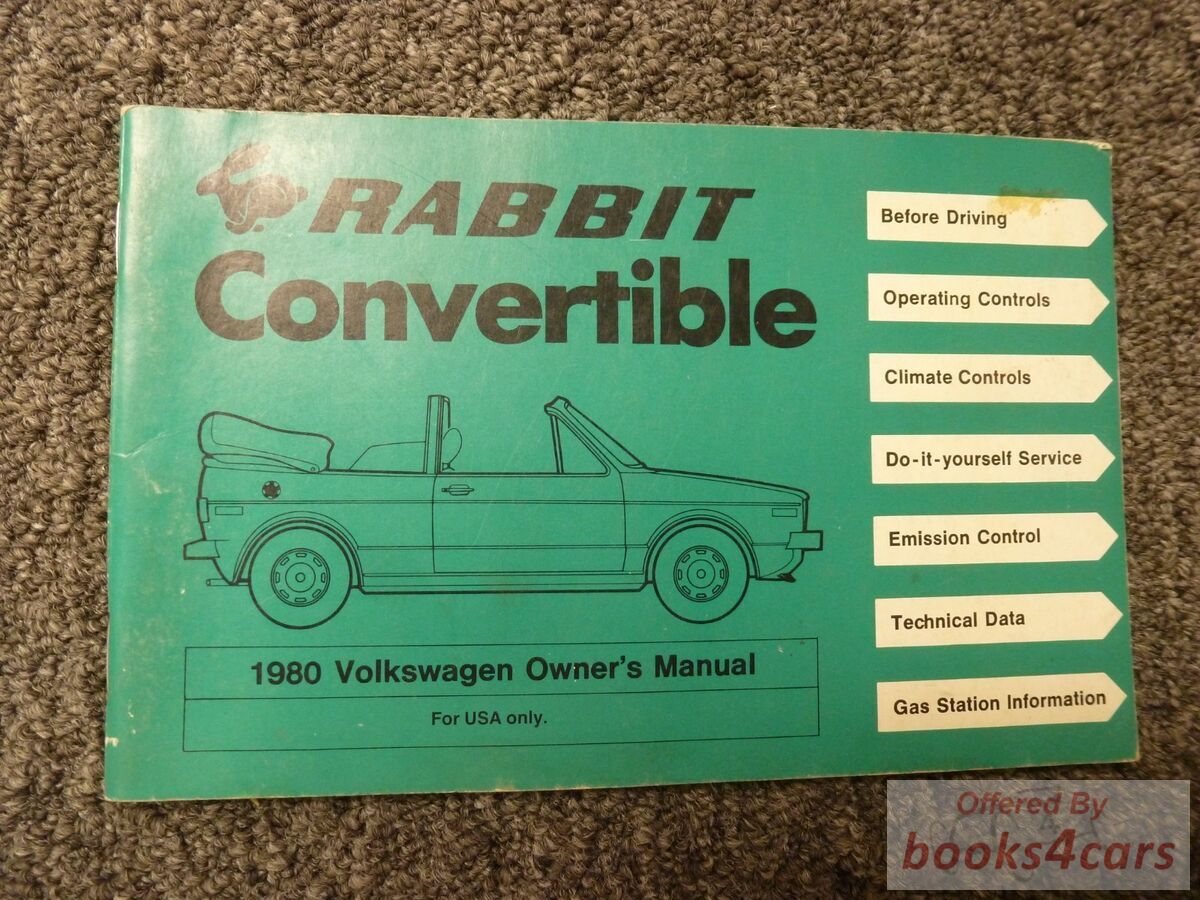 RABBIT
Convertible
1980 Volkswagen Owner's Manual
For USA only.
Before Driving
Operating Controls
Climate Controls
Do-it-yourself Service
Emission Control
Technical Data
Gas Station Information
Offered By
books4cars